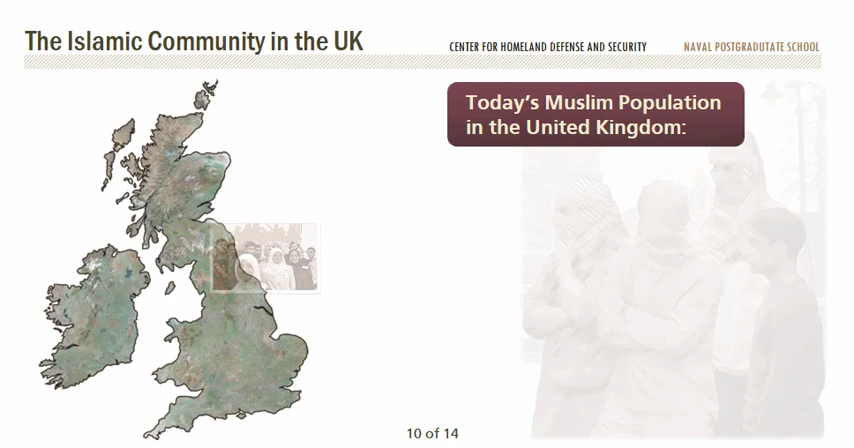 The Islamic Community in the UK
CENTER FOR HOMELAND DEFENSE AND SECURITY
NAVAL POSTGRADUTATE SCHOOL
Today's Muslim Population
in the United Kingdom:
10 of 14